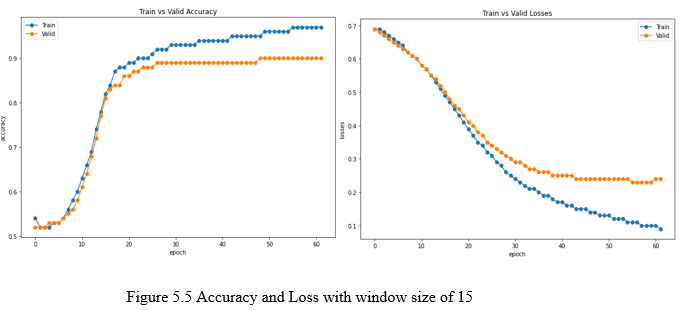 Train vs Valid Accuracy
Train
Valid
accuracy
0.9
0.8
0.7
0.6
0.5
0 10 20 30 40 50 60
epoch
Train vs Valid Losses
Train
Valid
losses
0.7
0.6
0.5
0.4
0.3
0.2
0.1
0 10 20 30 40 50 60
epoch
Figure 5.5 Accuracy and Loss with window size of 15